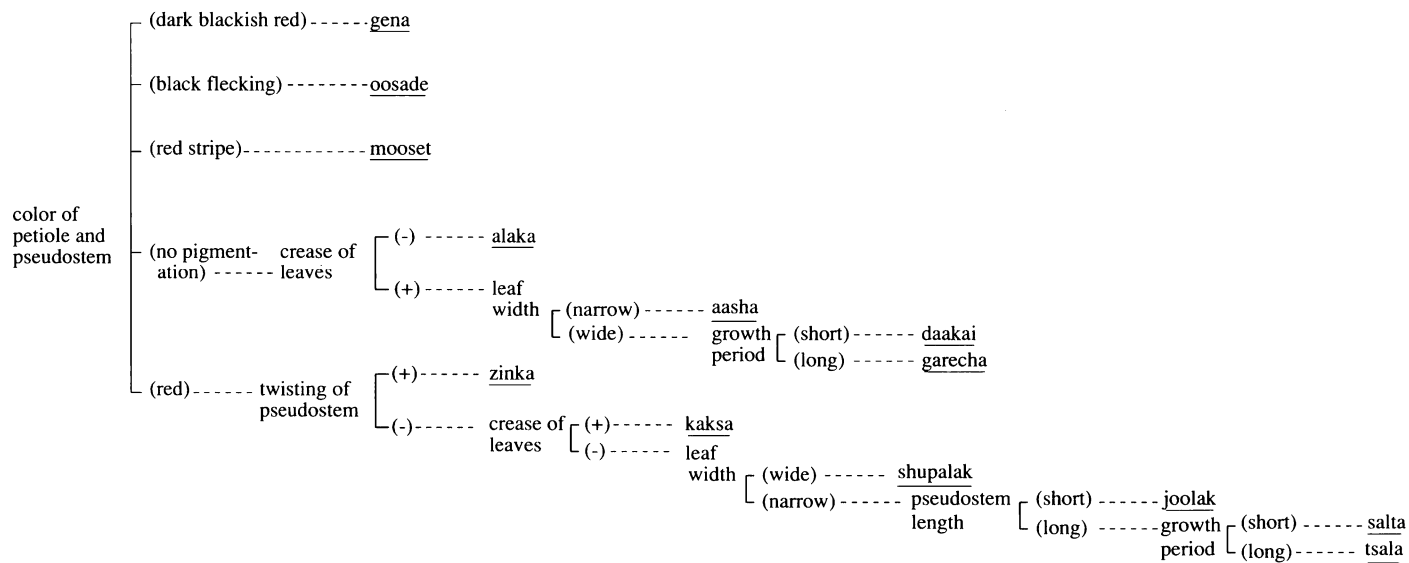 (dark blackish red) gena
(black flecking) oosade
(red stripe) mooset
color of
petiole and
pseudostem
(no pigment-
ation)
crease of
leaves
(-) alaka
(+) leaf
width
(narrow) aasha
(wide) growth
period
(short) daakai
(long) garecha
(red) twisting of
pseudostem
(+) zinka
(-) crease of
leaves
(+) kaksa
(-) leaf
width
(wide) shupalak
(narrow) pseudostem
length
(short) joolak
(long) growth
period
(short) salta
(long) tsala